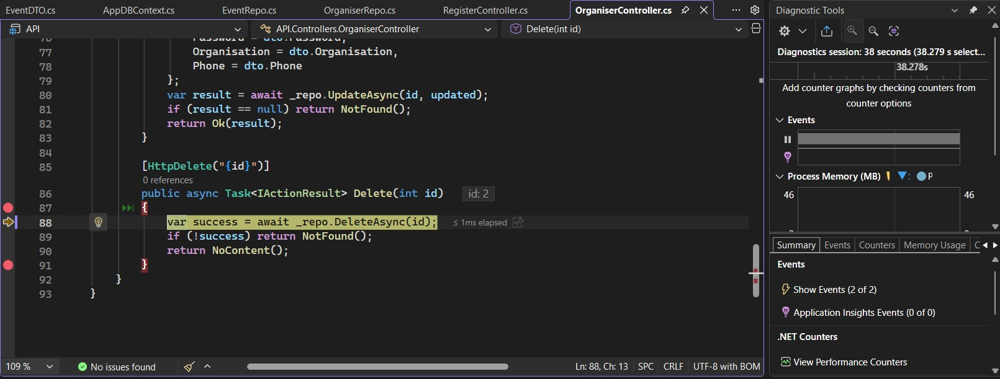 EventDTO.cs AppDBContext.cs EventRepo.cs OrganiserRepo.cs RegisterController.cs OrganiserController.cs
API API.Controllers.OrganiserController Delete(int id)
76 Password = dto.Password,
77 Organisation = dto.Organisation,
78 Phone = dto.Phone
79 };
80 var result = await _repo.UpdateAsync(id, updated);
81 if (result == null) return NotFound();
82 return Ok(result);
83 }
84
85 [HttpDelete("{id}")]
0 references
86 public async Task<IActionResult> Delete(int id) id: 2
87 {
88 var success = await _repo.DeleteAsync(id); ≤ 1ms elapsed
89 if (!success) return NotFound();
90 return NoContent();
91 }
92 }
93 }
109 % No issues found Ln: 88, Ch: 13 SPC CRLF UTF-8 with BOM
Diagnostic Tools
Diagnostics session: 38 seconds (38.279 s select...
38.278s
Add counter graphs by checking counters from
counter options
Events
Process Memory (MB) P
46 46
Summary Events Counters Memory Usage C
Events
Show Events (2 of 2)
Application Insights Events (0 of 0)
.NET Counters
View Performance Counters